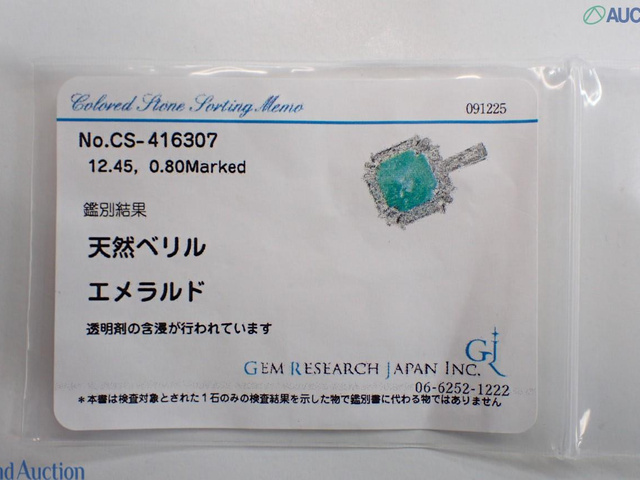 AUC
Colored Stone Sorting Memo
091225
No.CS-416307
12.45, 0.80Marked
鑑別結果
天然ベリル
エメラルド
透明剤の含浸が行われています
GJ
GEM RESEARCH JAPAN INC.
06-6252-1222
*本書は検査対象とされた1石のみの検査結果を示した物で鑑別書に代わる物ではありません
nd Auction